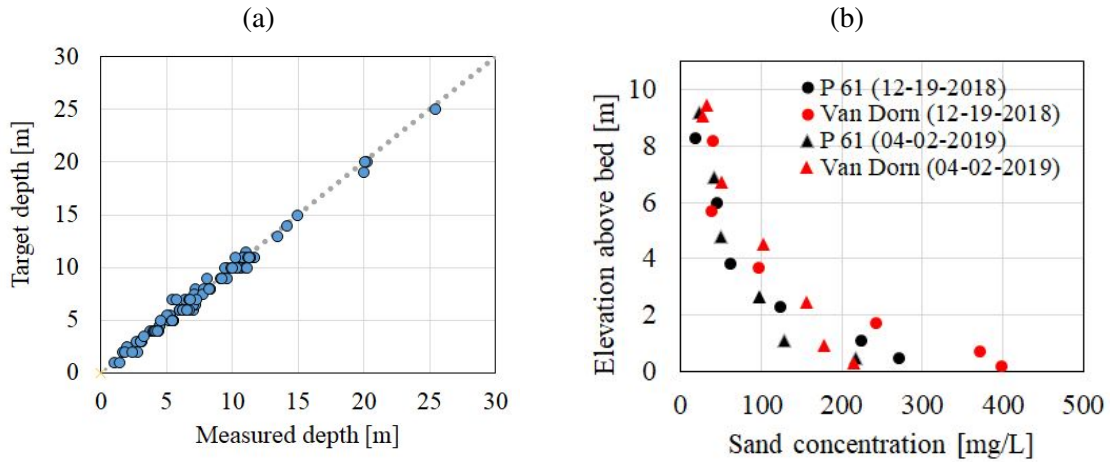 (a)
Target depth [m]
30
25
20
15
10
5
0
0 5 10 15 20 25 30
Measured depth [m]
(b)
Elevation above bed [m]
10
8
6
4
2
0
P 61 (12-19-2018)
Van Dorn (12-19-2018)
P 61 (04-02-2019)
Van Dorn (04-02-2019)
0 100 200 300 400 500
Sand concentration [mg/L]